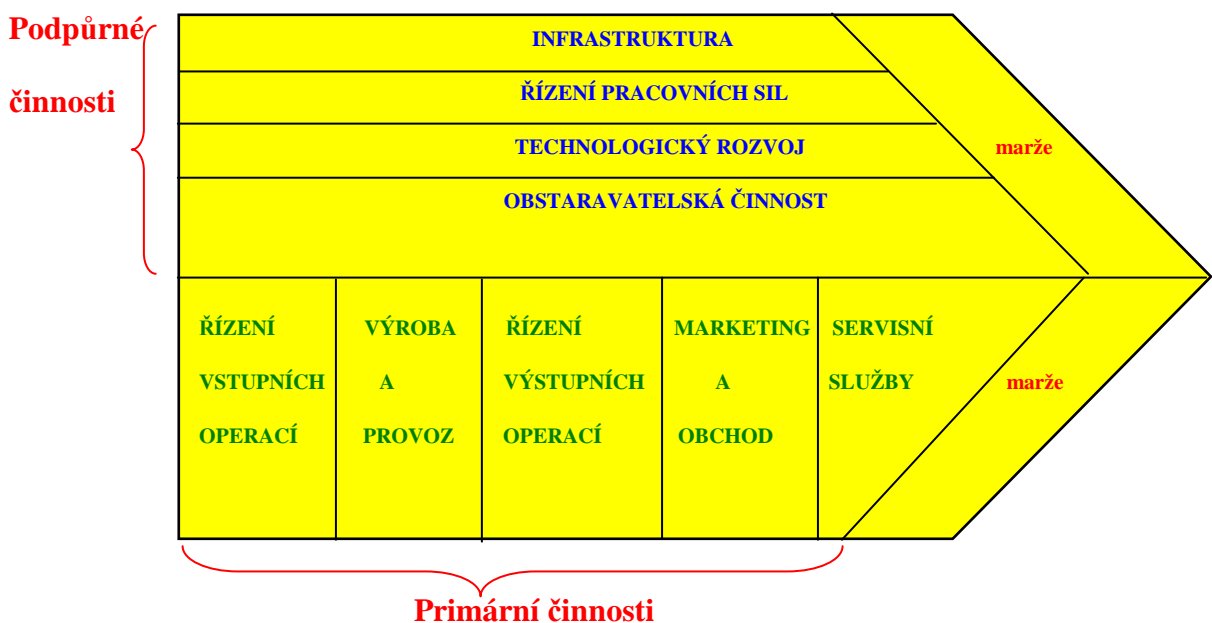 Podpůrné
činnosti
INFRASTRUKTURA
ŘÍZENÍ PRACOVNÍCH SIL
TECHNOLOGICKÝ ROZVOJ
OBSTARAVATELSKÁ ČINNOST
marže
ŘÍZENÍ
VSTUPNÍCH
OPERACÍ
VÝROBA
A
PROVOZ
ŘÍZENÍ
VÝSTUPNÍCH
OPERACÍ
MARKETING
A
OBCHOD
SERVISNÍ
SLUŽBY
marže
Primární činnosti